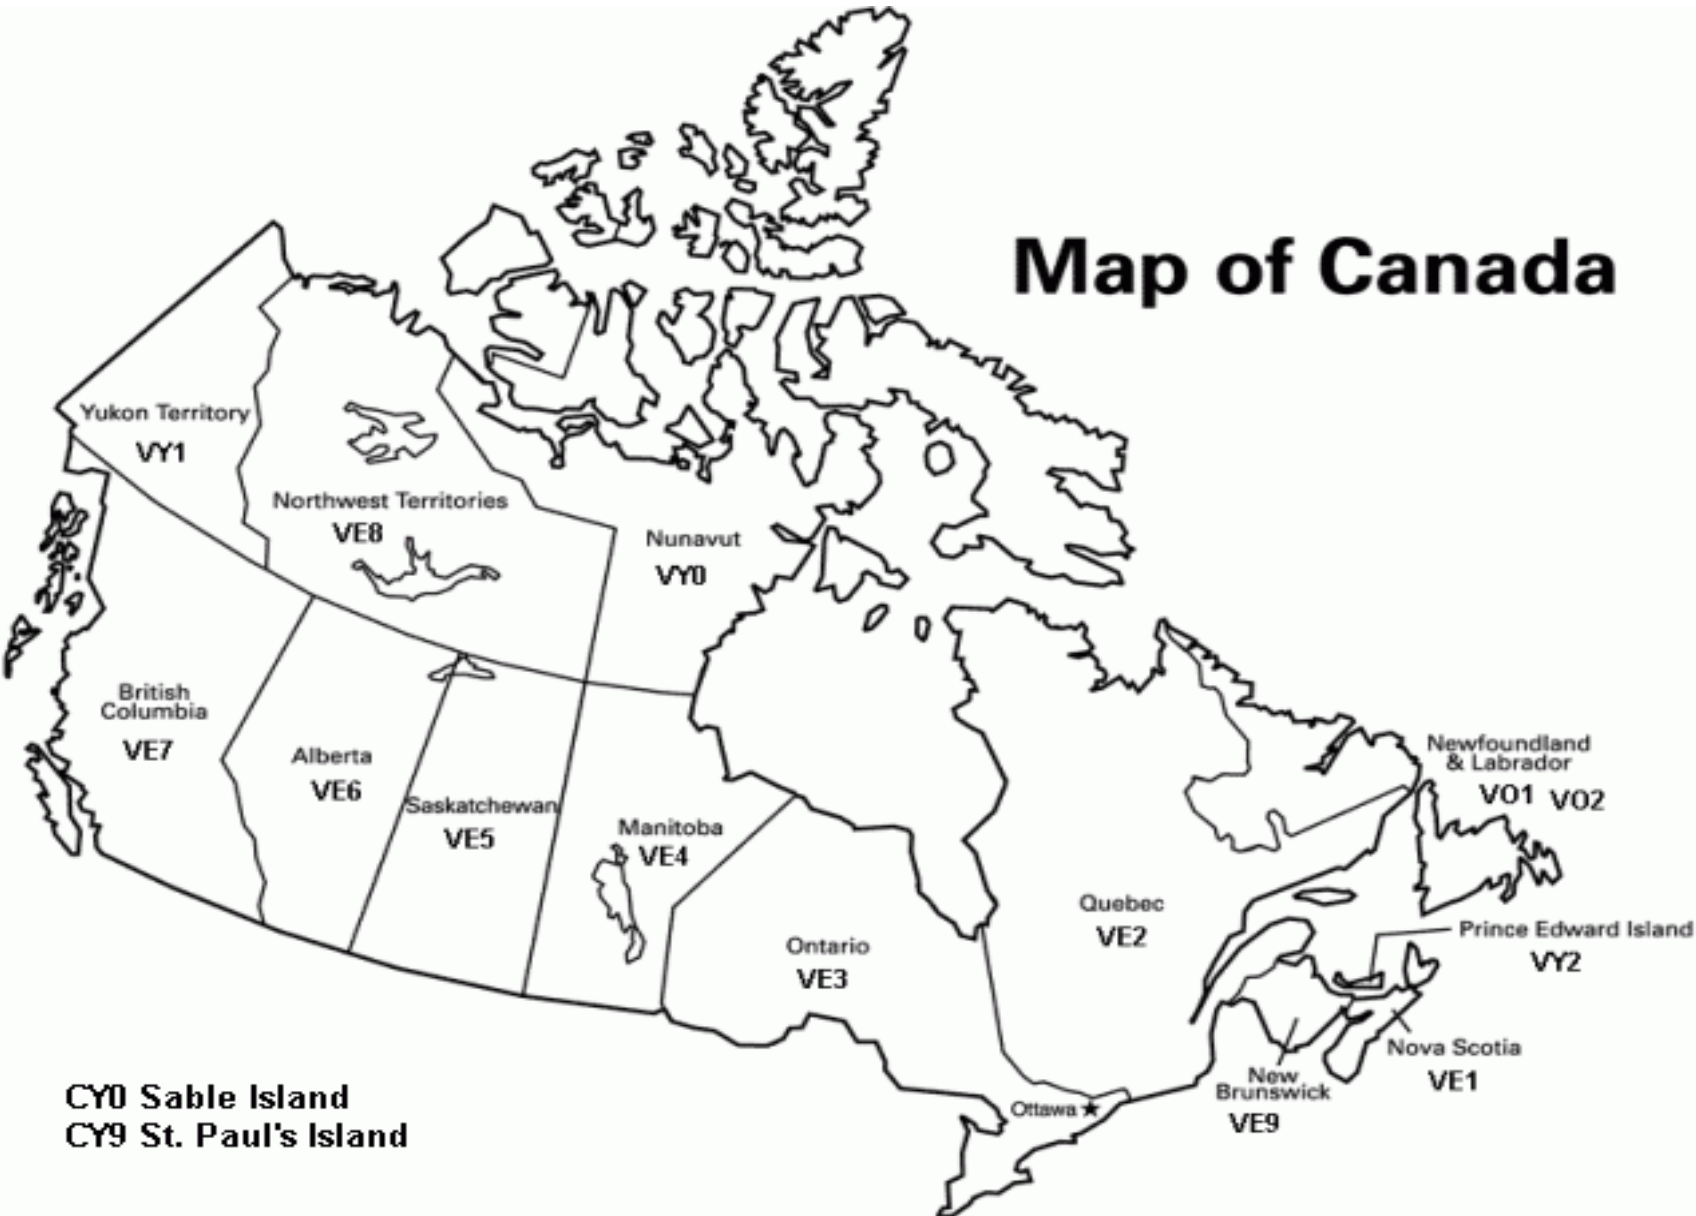 Map of Canada
Yukon Territory
VY1
Northwest Territories
VE8
Nunavut
VY0
British
Columbia
VE7
Alberta
VE6
Saskatchewan
VE5
Manitoba
VE4
Ontario
VE3
Quebec
VE2
Newfoundland
& Labrador
VO1 VO2
Prince Edward Island
VY2
Nova Scotia
VE1
New
Brunswick
VE9
Ottawa
CY0 Sable Island
CY9 St. Paul's Island